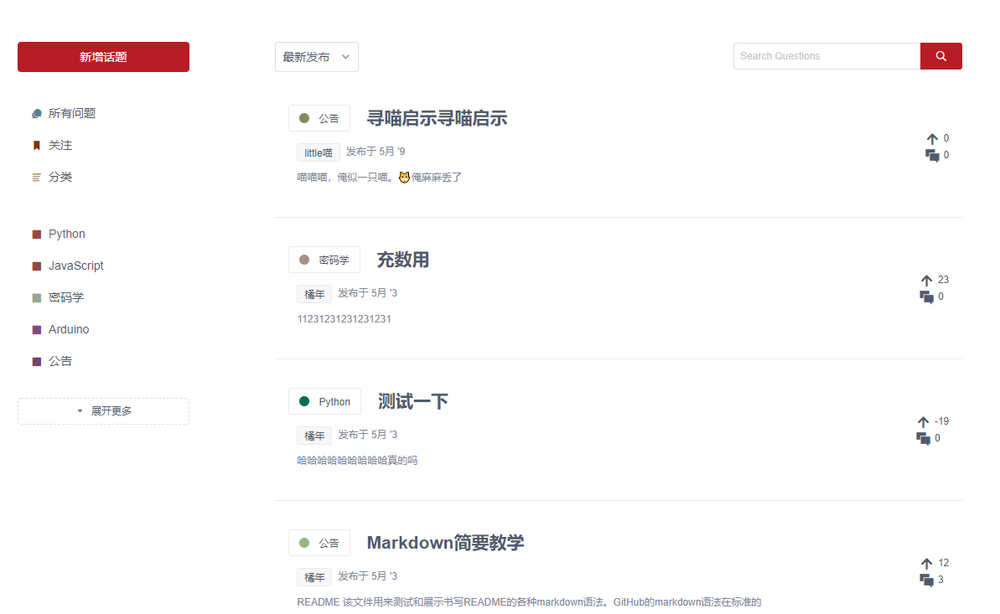 新增话题
所有问题
关注
分类
Python
JavaScript
密码学
Arduino
公告
展开更多
最新发布
Search Questions
公告 寻喵启示寻喵启示
little喵 发布于 5月 '9
喵喵喵，俺似一只喵。🐱俺麻麻丢了
0
0
密码学 充数用
橘年 发布于 5月 '3
11231231231231231
23
0
Python 测试一下
橘年 发布于 5月 '3
哈哈哈哈哈哈哈哈哈真的吗
-19
0
公告 Markdown简要教学
橘年 发布于 5月 '3
README 该文件用来测试和展示书写README的各种markdown语法。GitHub的markdown语法在标准的
12
3